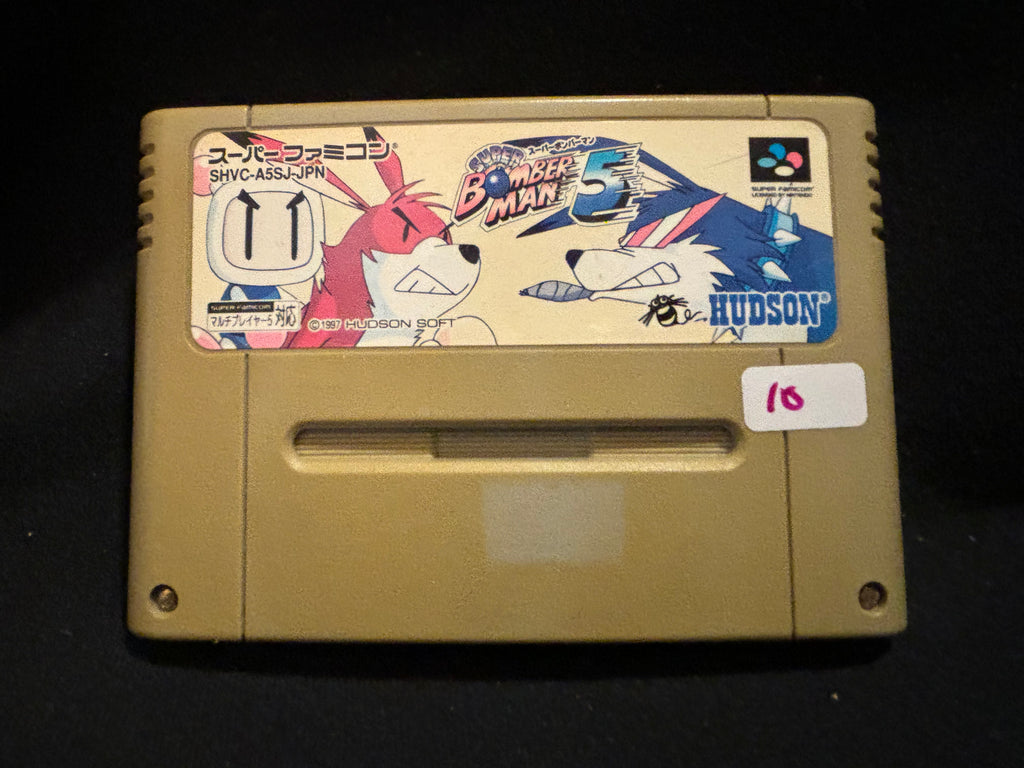 スーパーファミコン®
SHVC-A5SJ-JPN
スーパーボンバーマン
SUPER
BOMBER
MAN
5
SUPER FAMICOM
LICENSED BY NINTENDO
SUPER FAMICOM
マルチプレイヤー5 対応
©1997 HUDSON SOFT
HUDSON®
10